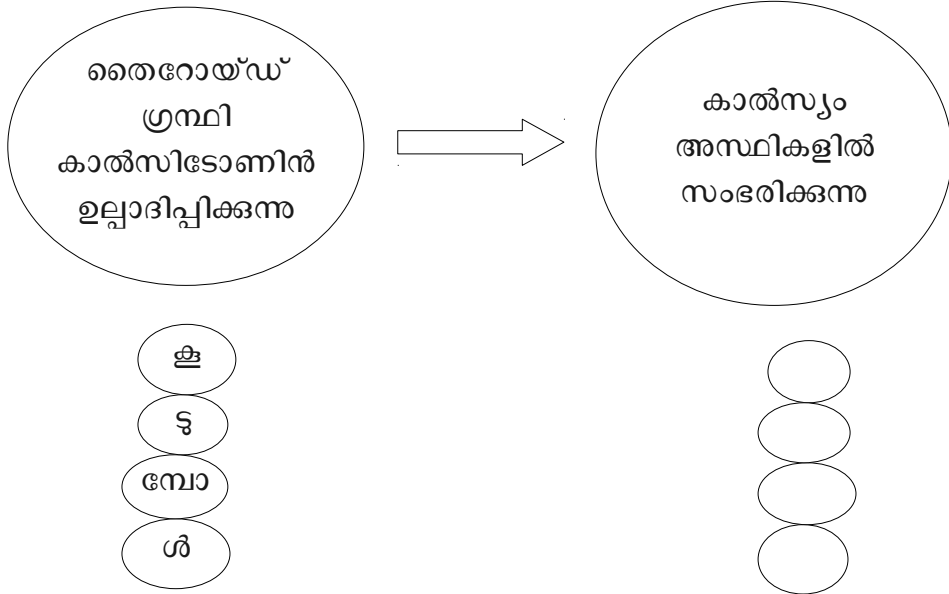 തൈറോയ്ഡ്
ഗ്രന്ഥി
കാൽസിടോണിൻ
ഉല്പാദിപ്പിക്കുന്നു
കാൽസ്യം
അസ്ഥികളിൽ
സംഭരിക്കുന്നു
കൂ
ടു
മ്പോ
ൾ